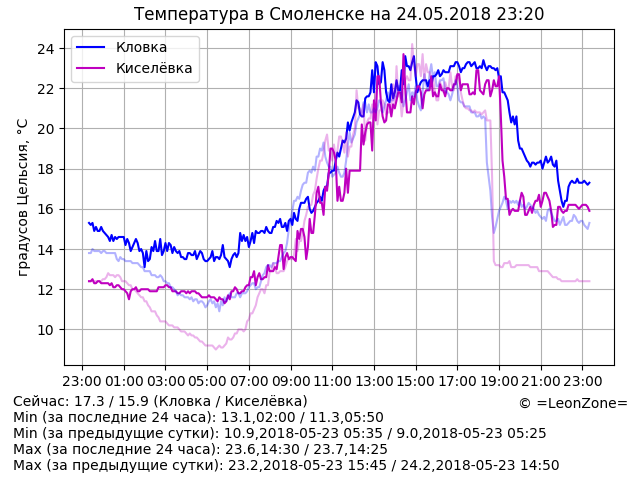 Температура в Смоленске на 24.05.2018 23:20
Кловка
Киселёвка
градусов Цельсия, °C
24
22
20
18
16
14
12
10
23:00 01:00 03:00 05:00 07:00 09:00 11:00 13:00 15:00 17:00 19:00 21:00 23:00
Сейчас: 17.3 / 15.9 (Кловка / Киселёвка)
© =LeonZone=
Min (за последние 24 часа): 13.1,02:00 / 11.3,05:50
Min (за предыдущие сутки): 10.9,2018-05-23 05:35 / 9.0,2018-05-23 05:25
Max (за последние 24 часа): 23.6,14:30 / 23.7,14:25
Max (за предыдущие сутки): 23.2,2018-05-23 15:45 / 24.2,2018-05-23 14:50